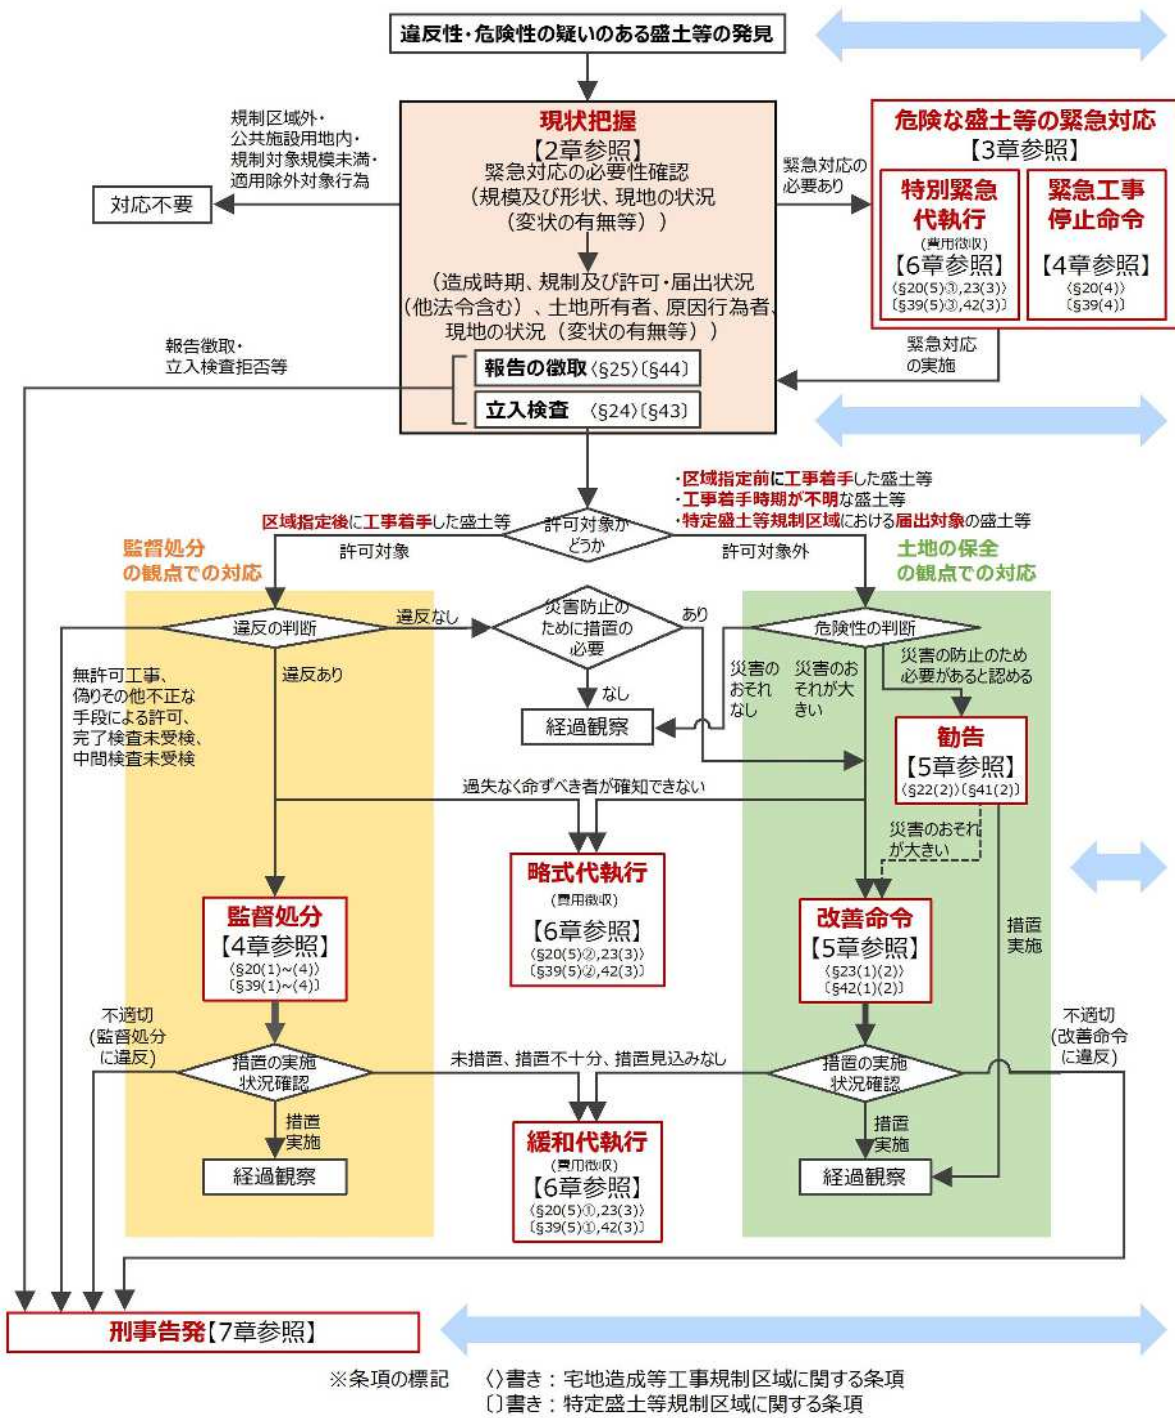 違反性・危険性の疑いのある盛土等の発見
現状把握
【2章参照】
緊急対応の必要性確認
(規模及び形状、現地の状況
(変状の有無等))
(造成時期、規制及び許可・届出状況
(他法令含む)、土地所有者、原因行為者、
現地の状況(変状の有無等))
報告の徴取〈§25〉〔§44〕
立入検査 〈§24〉〔§43〕
規制区域外・
公共施設用地内・
規制対象規模未満・
適用除外対象行為
対応不要
緊急対応の
必要あり
危険な盛土等の緊急対応
【3章参照】
特別緊急
代執行
(費用徴収)
【6章参照】
〈§20(5)③,23(3)〉
〔§39(5)③,42(3)〕
緊急工事
停止命令
【4章参照】
〈§20(4)〉
〔§39(4)〕
緊急対応
の実施
報告徴取・
立入検査拒否等
・区域指定前に工事着手した盛土等
・工事着手時期が不明な盛土等
・特定盛土等規制区域における届出対象の盛土等
区域指定後に工事着手した盛土等
許可対象か
どうか
許可対象
許可対象外
監督処分
の観点での対応
土地の保全
の観点での対応
違反の判断
違反なし
災害防止の
ために措置の
必要
あり
危険性の判断
無許可工事、
偽りその他不正な
手段による許可、
完了検査未受検、
中間検査未受検
違反あり
なし
経過観察
災害の
おそれ
なし
災害の
おそれが大
きい
災害の防止のため
必要があると認める
勧告
【5章参照】
〈§22(2)〉〔§41(2)〕
過失なく命ずべき者が確知できない
災害のおそれ
が大きい
略式代執行
(費用徴収)
【6章参照】
〈§20(5)②,23(3)〉
〔§39(5)②,42(3)〕
監督処分
【4章参照】
〈§20(1)~(4)〉
〔§39(1)~(4)〕
改善命令
【5章参照】
〈§23(1)(2)〉
〔§42(1)(2)〕
措置
実施
不適切
(監督処分
に違反)
措置の実施
状況確認
未措置、措置不十分、措置見込みなし
措置の実施
状況確認
不適切
(改善命令
に違反)
措置
実施
経過観察
緩和代執行
(費用徴収)
【6章参照】
〈§20(5)①,23(3)〉
〔§39(5)①,42(3)〕
措置
実施
経過観察
刑事告発【7章参照】
※条項の標記 〈〉書き:宅地造成等工事規制区域に関する条項
〔〕書き:特定盛土等規制区域に関する条項